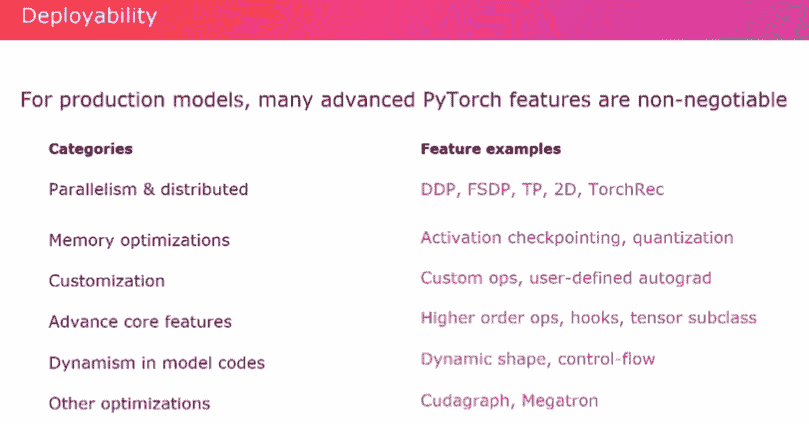 Deployability
For production models, many advanced PyTorch features are non-negotiable
Categories Feature examples
Parallelism & distributed DDP, FSDP, TP, 2D, TorchRec
Memory optimizations Activation checkpointing, quantization
Customization Custom ops, user-defined autograd
Advance core features Higher order ops, hooks, tensor subclass
Dynamism in model codes Dynamic shape, control-flow
Other optimizations Cudagraph, Megatron